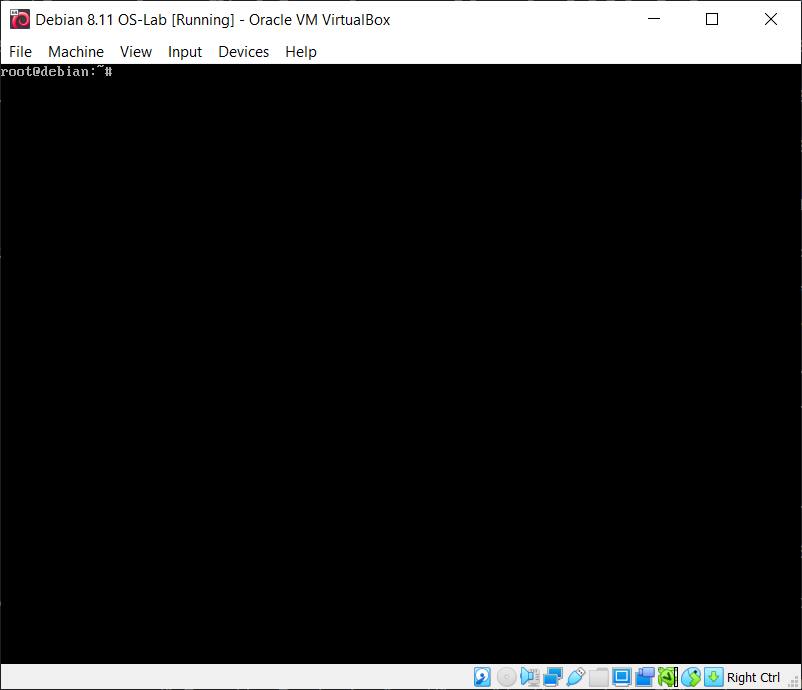 Debian 8.11 OS-Lab [Running] - Oracle VM VirtualBox
File Machine View Input Devices Help
root@debian:~#
Right Ctrl